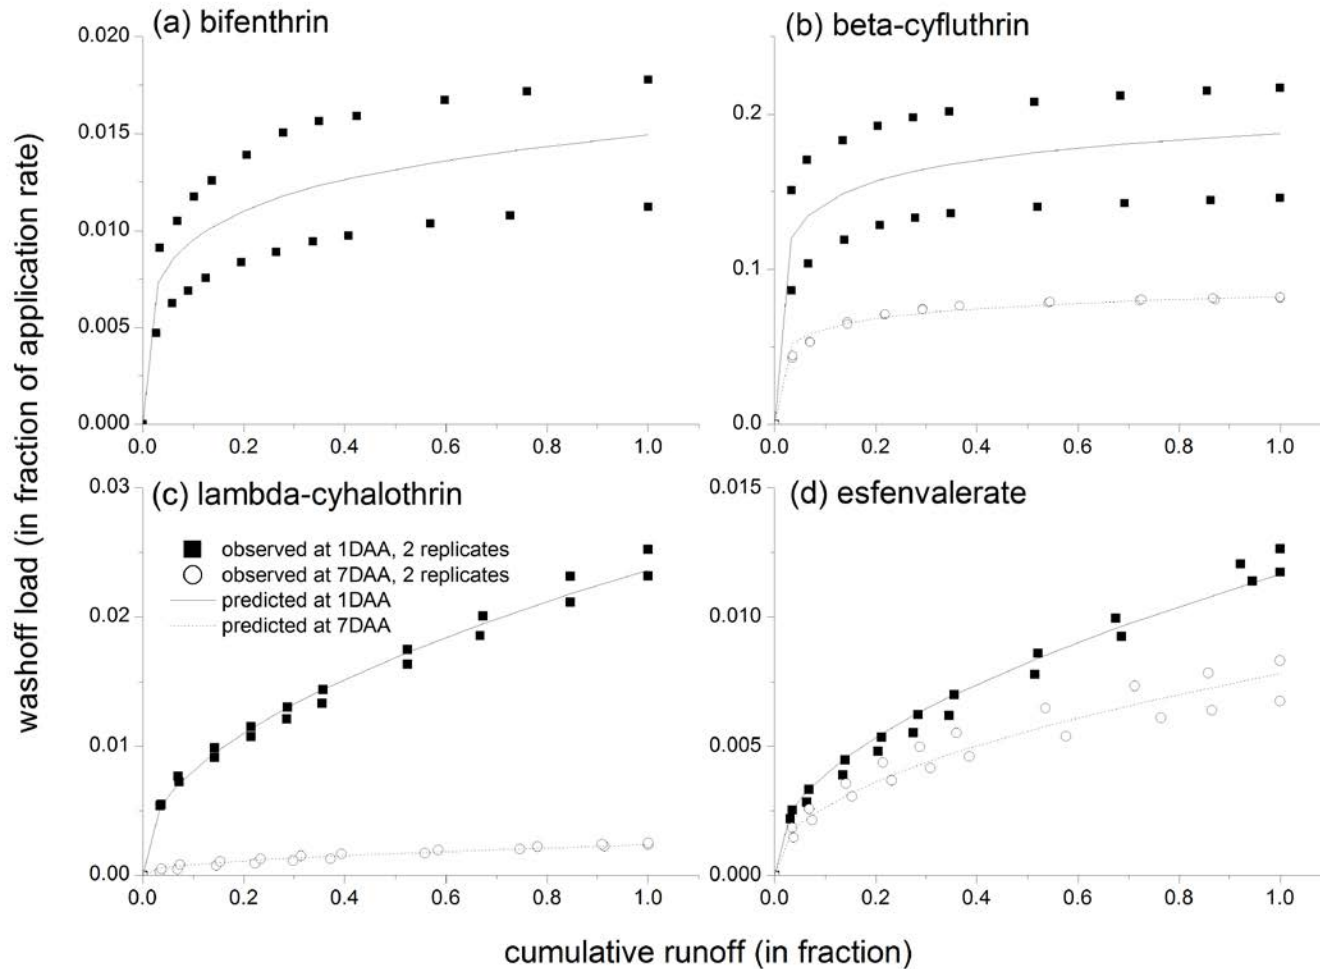 (a) bifenthrin
(b) beta-cyfluthrin
0.020
0.015
0.010
0.005
0.000
0.0 0.2 0.4 0.6 0.8 1.0
0.2
0.1
0.0
0.0 0.2 0.4 0.6 0.8 1.0
washoff load (in fraction of application rate)
(c) lambda-cyhalothrin
(d) esfenvalerate
0.03
0.02
0.01
0.00
observed at 1DAA, 2 replicates
observed at 7DAA, 2 replicates
predicted at 1DAA
predicted at 7DAA
0.0 0.2 0.4 0.6 0.8 1.0
0.015
0.010
0.005
0.000
0.0 0.2 0.4 0.6 0.8 1.0
cumulative runoff (in fraction)